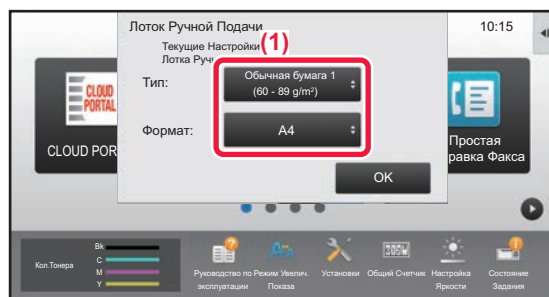 Лоток Ручной Подачи
10:15
Текущие Настройки
(1)
Лотка Руч
Тип:
Обычная бумага 1
(60 - 89 g/m²)
Формат:
A4
OK
CLOUD
PORTAL
CLOUD POR
Простая
равка Факса
Кол.Тонера
Bk
C
M
Y
Руководство по
эксплуатации
Режим Увелич.
Показа
Установки
Общий Счетчик
Настройка
Яркости
Состояние
Задания